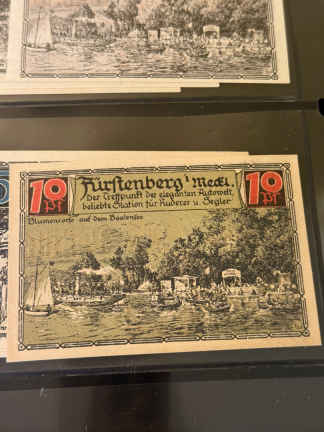 10 Pf
Fürstenberg i Meckl.
10 Pf
Der Treffpunkt der eleganten Autowelt,
beliebte Station für Ruderer u. Segler
Blumencorso auf dem Baalensee